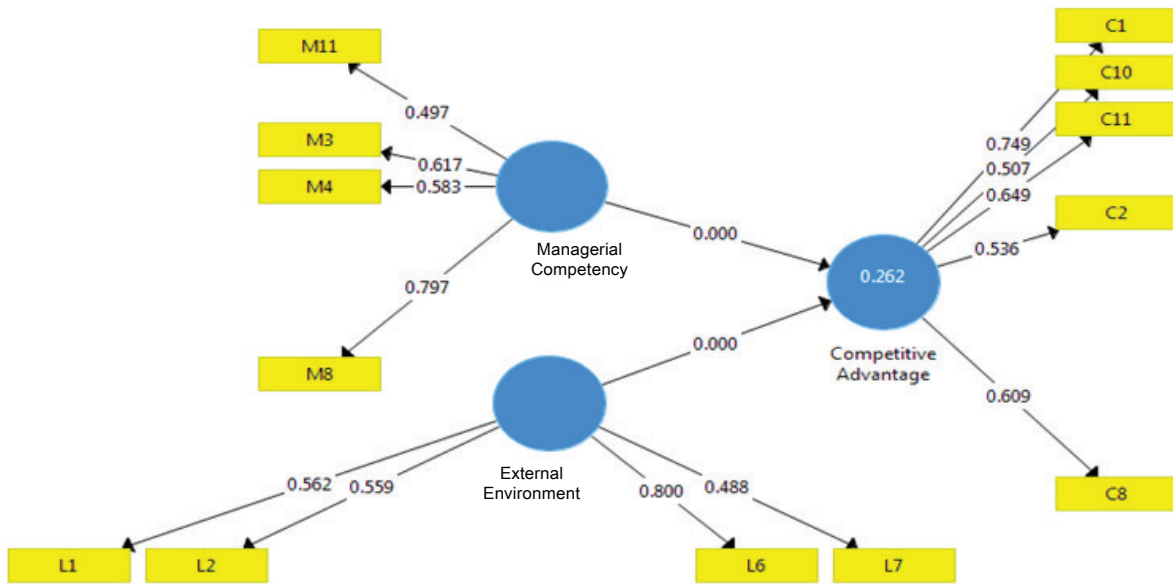 M11
0.497
M3
0.617
M4
0.583
Managerial
Competency
0.797
M8
0.000
0.000
External
Environment
0.562
0.559
0.800
0.488
L1
L2
L6
L7
0.262
Competitive
Advantage
C1
C10
C11
0.749
0.507
0.649
C2
0.536
0.609
C8